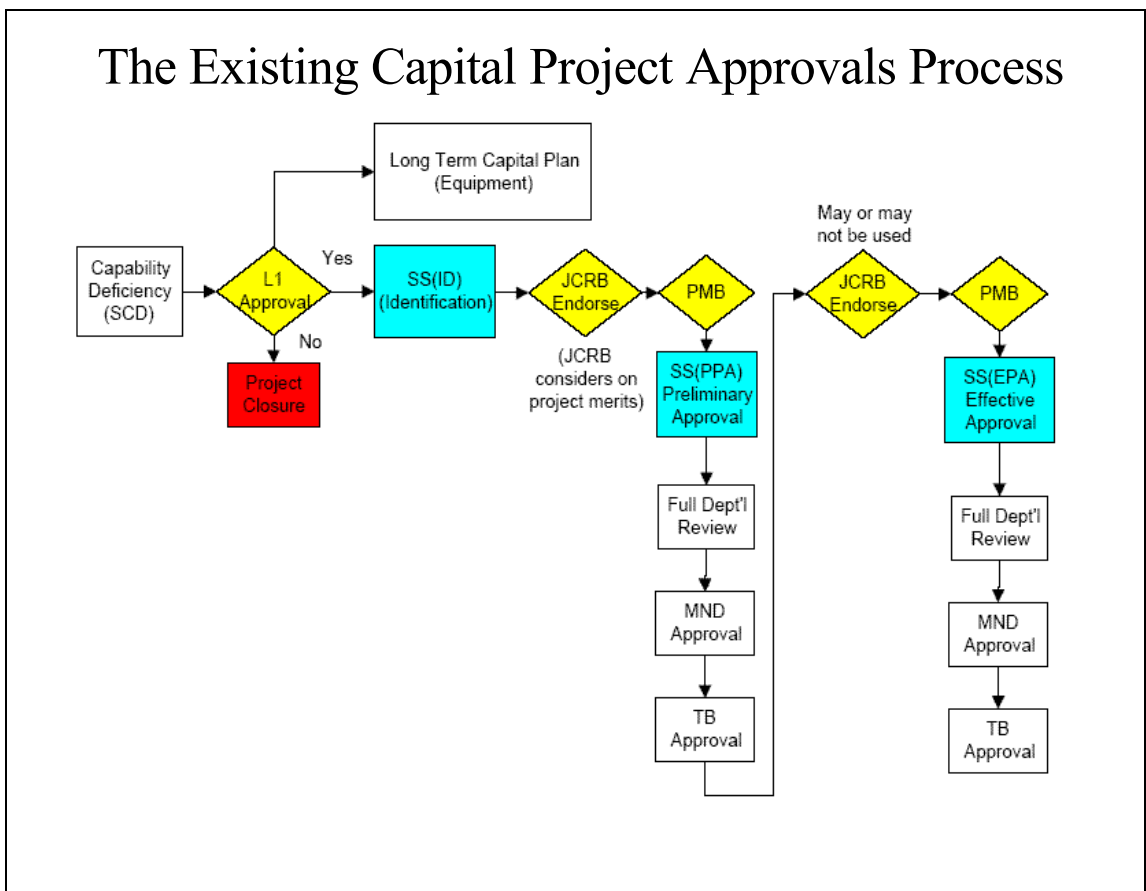 The Existing Capital Project Approvals Process
Long Term Capital Plan
(Equipment)
Capability
Deficiency
(SCD)
L1
Approval
Yes
No
Project
Closure
SS(ID)
(Identification)
JCRB
Endorse
(JCRB
considers on
project merits)
PMB
SS(PPA)
Preliminary
Approval
Full Dept'l
Review
MND
Approval
TB
Approval
May or may
not be used
JCRB
Endorse
PMB
SS(EPA)
Effective
Approval
Full Dept'l
Review
MND
Approval
TB
Approval